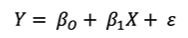 Y = β₀ + β₁X + ε